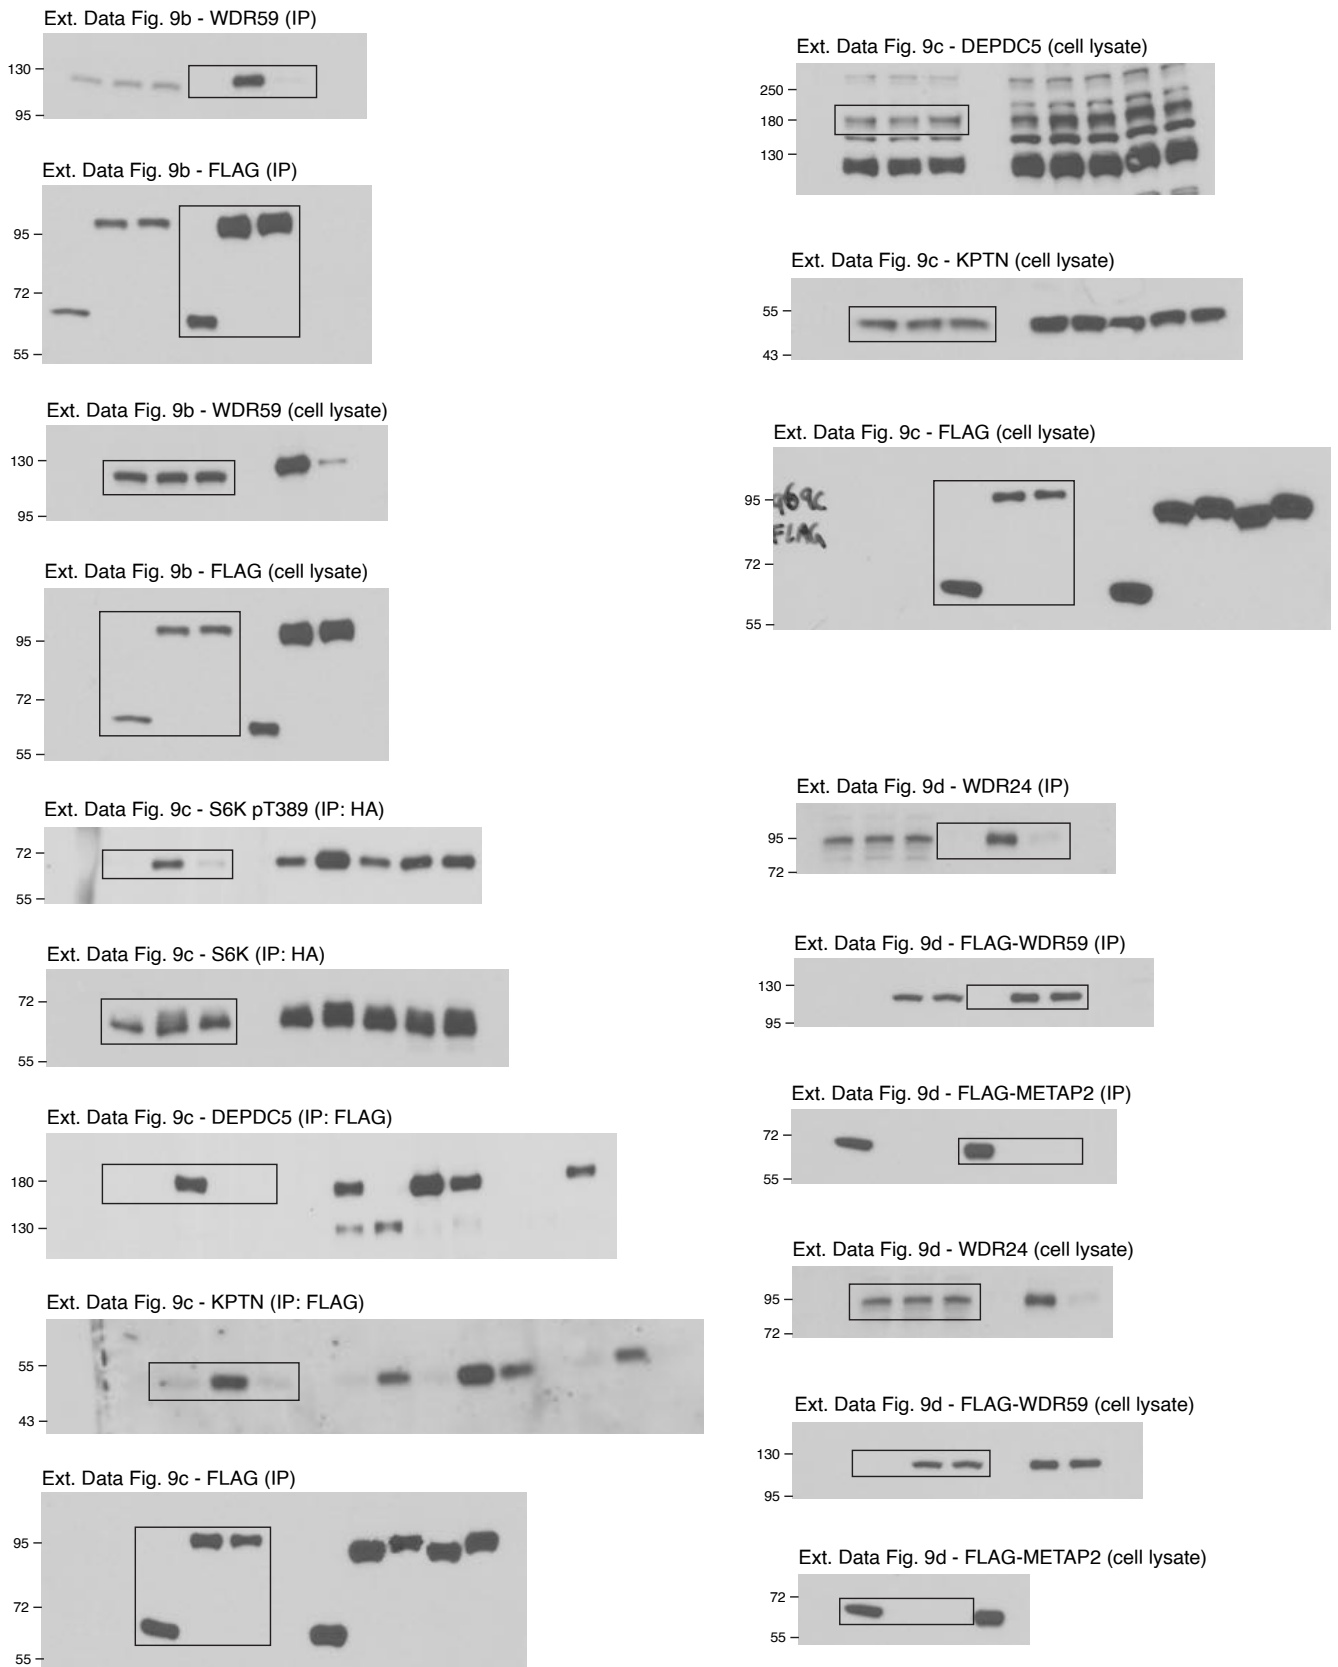 Ext. Data Fig. 9b - WDR59 (IP)
130
95
Ext. Data Fig. 9b - FLAG (IP)
95
72
55
Ext. Data Fig. 9b - WDR59 (cell lysate)
130
95
Ext. Data Fig. 9b - FLAG (cell lysate)
95
72
55
Ext. Data Fig. 9c - S6K pT389 (IP: HA)
72
55
Ext. Data Fig. 9c - S6K (IP: HA)
72
55
Ext. Data Fig. 9c - DEPDC5 (IP: FLAG)
180
130
Ext. Data Fig. 9c - KPTN (IP: FLAG)
55
43
Ext. Data Fig. 9c - FLAG (IP)
95
72
55
Ext. Data Fig. 9c - DEPDC5 (cell lysate)
250
180
130
Ext. Data Fig. 9c - KPTN (cell lysate)
55
43
Ext. Data Fig. 9c - FLAG (cell lysate)
95
FLAG
72
55
Ext. Data Fig. 9d - WDR24 (IP)
95
72
Ext. Data Fig. 9d - FLAG-WDR59 (IP)
130
95
Ext. Data Fig. 9d - FLAG-METAP2 (IP)
72
55
Ext. Data Fig. 9d - WDR24 (cell lysate)
95
72
Ext. Data Fig. 9d - FLAG-WDR59 (cell lysate)
130
95
Ext. Data Fig. 9d - FLAG-METAP2 (cell lysate)
72
55